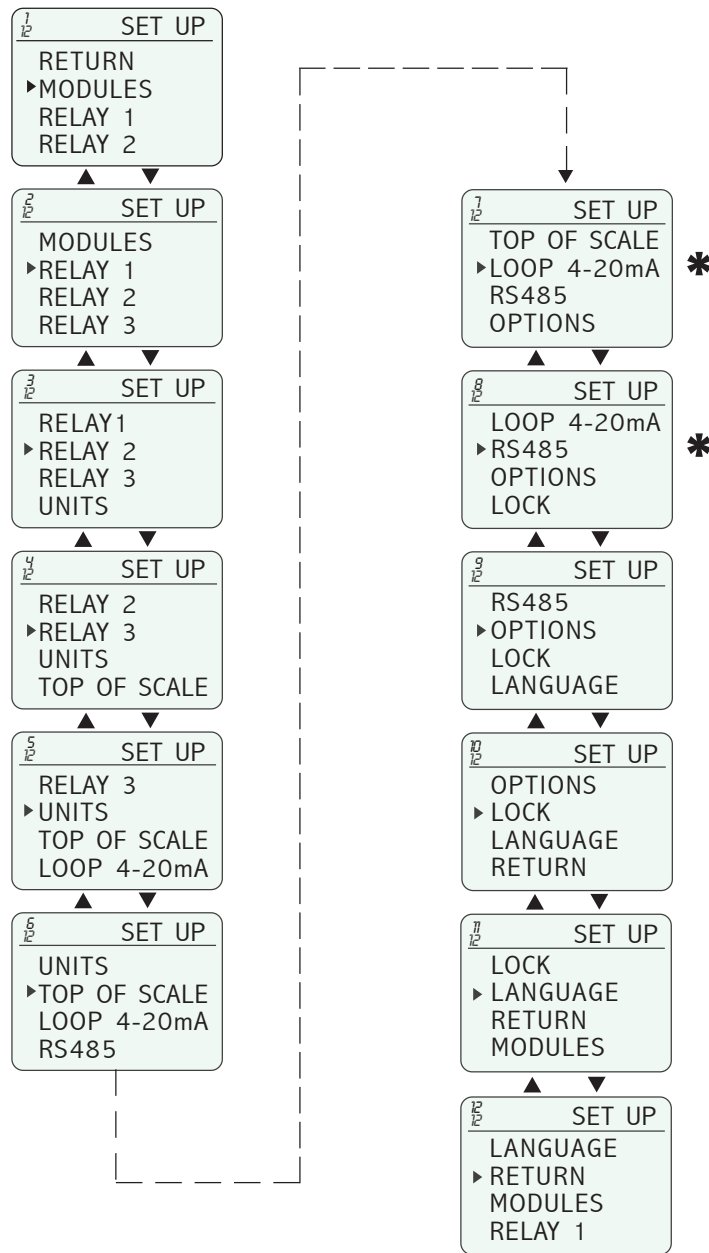 1/12 SET UP
RETURN
MODULES
RELAY 1
RELAY 2
2/12 SET UP
MODULES
RELAY 1
RELAY 2
RELAY 3
3/12 SET UP
RELAY1
RELAY 2
RELAY 3
UNITS
4/12 SET UP
RELAY 2
RELAY 3
UNITS
TOP OF SCALE
5/12 SET UP
RELAY 3
UNITS
TOP OF SCALE
LOOP 4-20mA
6/12 SET UP
UNITS
TOP OF SCALE
LOOP 4-20mA
RS485
7/12 SET UP
TOP OF SCALE
LOOP 4-20mA *
RS485
OPTIONS
8/12 SET UP
LOOP 4-20mA
RS485 *
OPTIONS
LOCK
9/12 SET UP
RS485
OPTIONS
LOCK
LANGUAGE
10/12 SET UP
OPTIONS
LOCK
LANGUAGE
RETURN
11/12 SET UP
LOCK
LANGUAGE
RETURN
MODULES
12/12 SET UP
LANGUAGE
RETURN
MODULES
RELAY 1